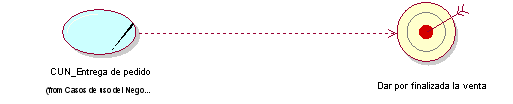 CUN_Entrega de pedido
(from Casos de uso del Nego...
Dar por finalizada la venta